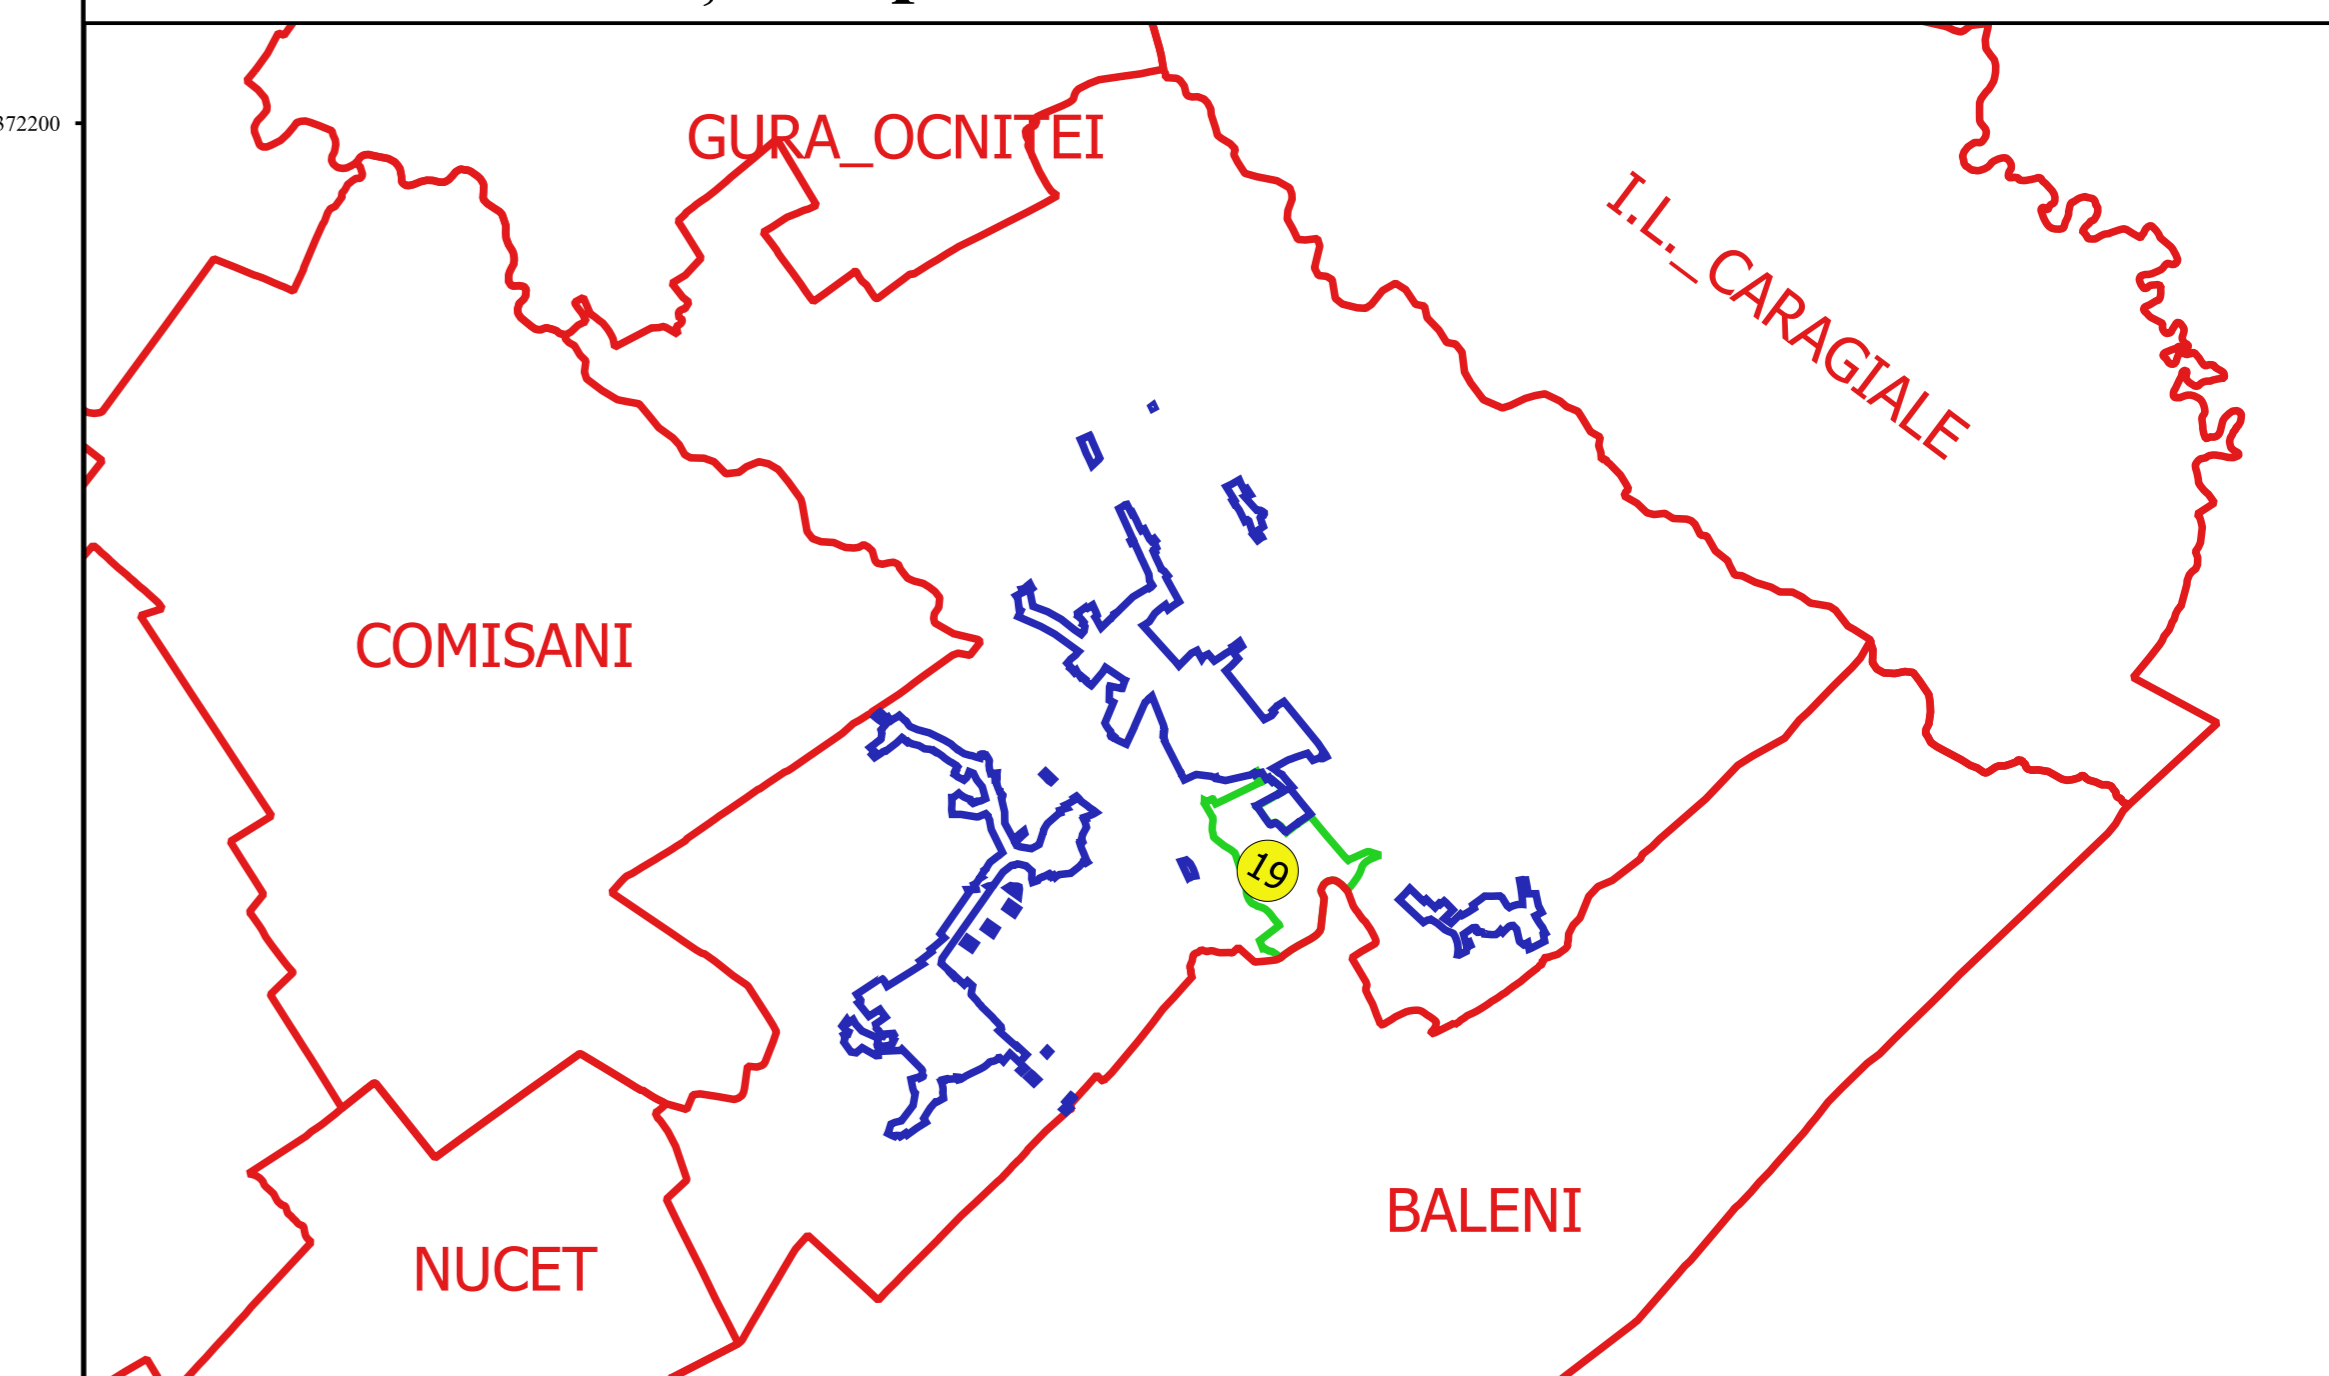 372200
GURA_OCNITEI
I.L._CARAGIALE
COMISANI
19
BALENI
NUCET